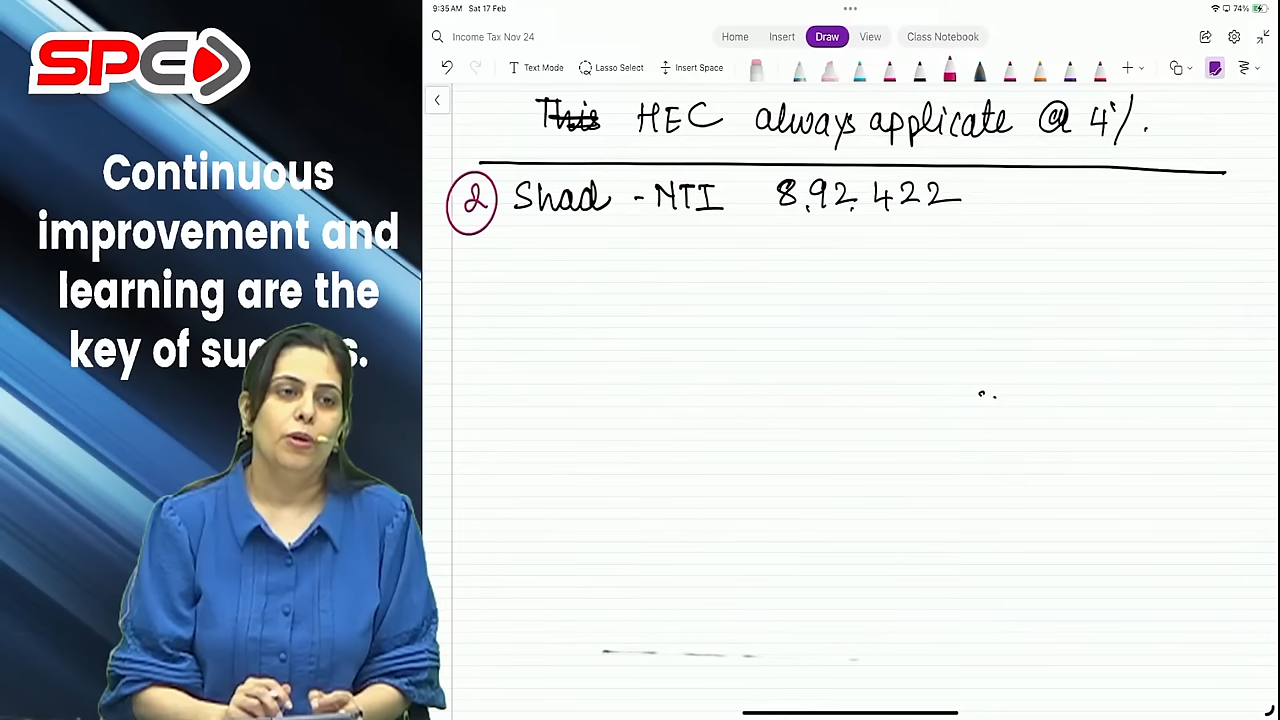 9:35 AM Sat 17 Feb
74%
Income Tax Nov 24
Home Insert Draw View Class Notebook
Text Mode Lasso Select Insert Space
SPC
Continuous
improvement and
learning are the
key of suc s.
This HEC always applicate @ 4%.
2 Shad - NTI 8,92,422